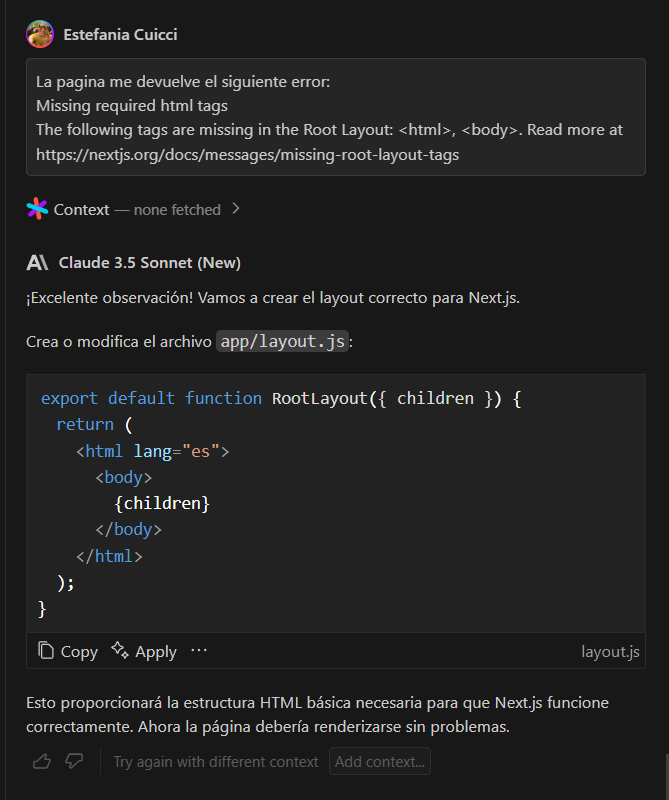 Estefania Cuicci
La pagina me devuelve el siguiente error:
Missing required html tags
The following tags are missing in the Root Layout: <html>, <body>. Read more at
https://nextjs.org/docs/messages/missing-root-layout-tags
Context — none fetched
Claude 3.5 Sonnet (New)
¡Excelente observación! Vamos a crear el layout correcto para Next.js.
Crea o modifica el archivo app/layout.js:
export default function RootLayout({ children }) {
  return (
    <html lang="es">
      <body>
        {children}
      </body>
    </html>
  );
}
Copy Apply ··· layout.js
Esto proporcionará la estructura HTML básica necesaria para que Next.js funcione
correctamente. Ahora la página debería renderizarse sin problemas.
Try again with different context Add context...